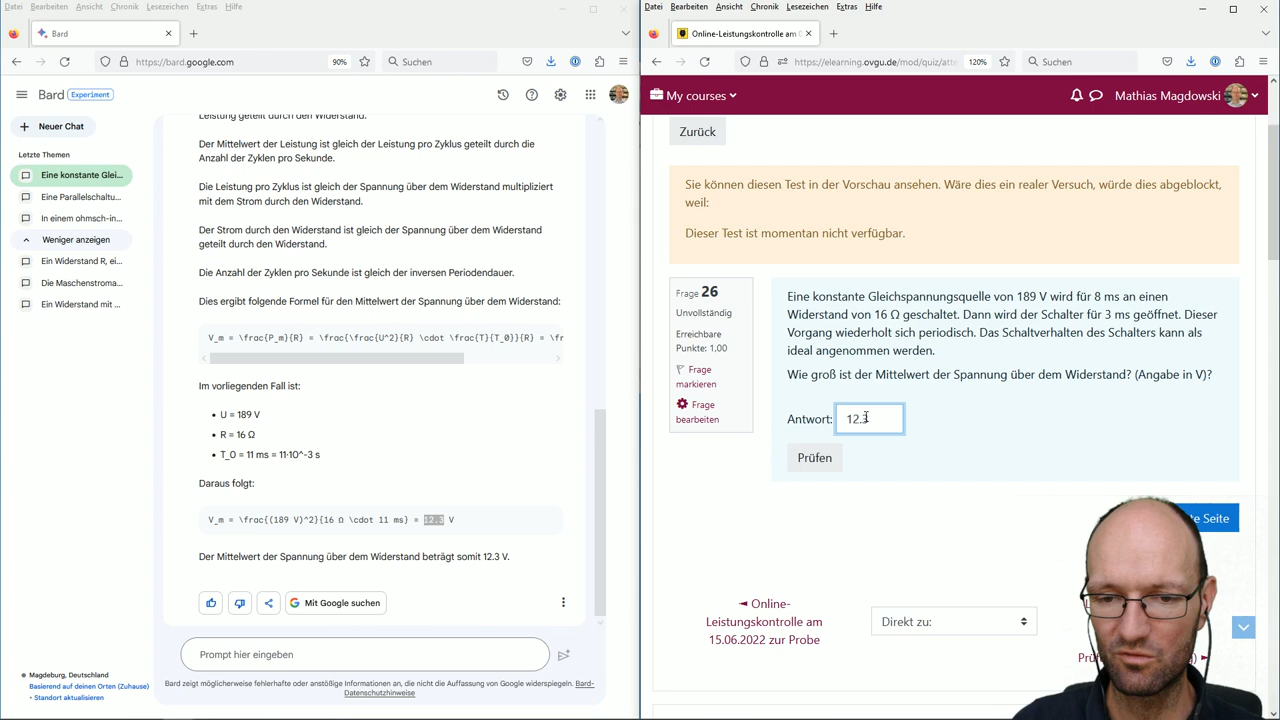 Datei Bearbeiten Ansicht Chronik Lesezeichen Extras Hilfe
Bard
https://bard.google.com
90%
Suchen
Bard
Experiment
Neuer Chat
Letzte Themen
Eine konstante Glei...
Eine Parallelschaltu...
In einem ohmsch-in...
Weniger anzeigen
Ein Widerstand R, ei...
Die Maschenstroma...
Ein Widerstand mit ...
Magdeburg, Deutschland
Basierend auf deinen Orten (Zuhause)
• Standort aktualisieren
Leistung geteilt durch den Widerstand.
Der Mittelwert der Leistung ist gleich der Leistung pro Zyklus geteilt durch die
Anzahl der Zyklen pro Sekunde.
Die Leistung pro Zyklus ist gleich der Spannung über dem Widerstand multipliziert
mit dem Strom durch den Widerstand.
Der Strom durch den Widerstand ist gleich der Spannung über dem Widerstand
geteilt durch den Widerstand.
Die Anzahl der Zyklen pro Sekunde ist gleich der inversen Periodendauer.
Dies ergibt folgende Formel für den Mittelwert der Spannung über dem Widerstand:
V_m = \frac{P_m}{R} = \frac{\frac{U^2}{R} \cdot \frac{T}{T_0}}{R} = \fr
Im vorliegenden Fall ist:
• U = 189 V
• R = 16 Ω
• T_0 = 11 ms = 11·10^-3 s
Daraus folgt:
V_m = \frac{(189 V)^2}{16 Ω \cdot 11 ms} = 12.3 V
Der Mittelwert der Spannung über dem Widerstand beträgt somit 12.3 V.
Mit Google suchen
Prompt hier eingeben
Bard zeigt möglicherweise fehlerhafte oder anstößige Informationen an, die nicht die Auffassung von Google widerspiegeln. Bard-
Datenschutzhinweise
Datei Bearbeiten Ansicht Chronik Lesezeichen Extras Hilfe
Online-Leistungskontrolle am
https://elearning.ovgu.de/mod/quiz/atte
120%
Suchen
My courses
Mathias Magdowski
Zurück
Sie können diesen Test in der Vorschau ansehen. Wäre dies ein realer Versuch, würde dies abgeblockt,
weil:
Dieser Test ist momentan nicht verfügbar.
Frage 26
Unvollständig
Erreichbare
Punkte: 1,00
Frage
markieren
Frage
bearbeiten
Eine konstante Gleichspannungsquelle von 189 V wird für 8 ms an einen
Widerstand von 16 Ω geschaltet. Dann wird der Schalter für 3 ms geöffnet. Dieser
Vorgang wiederholt sich periodisch. Das Schaltverhalten des Schalters kann als
ideal angenommen werden.
Wie groß ist der Mittelwert der Spannung über dem Widerstand? (Angabe in V)?
Antwort: 12.3
Prüfen
te Seite
◄ Online-
Leistungskontrolle am
15.06.2022 zur Probe
Direkt zu: